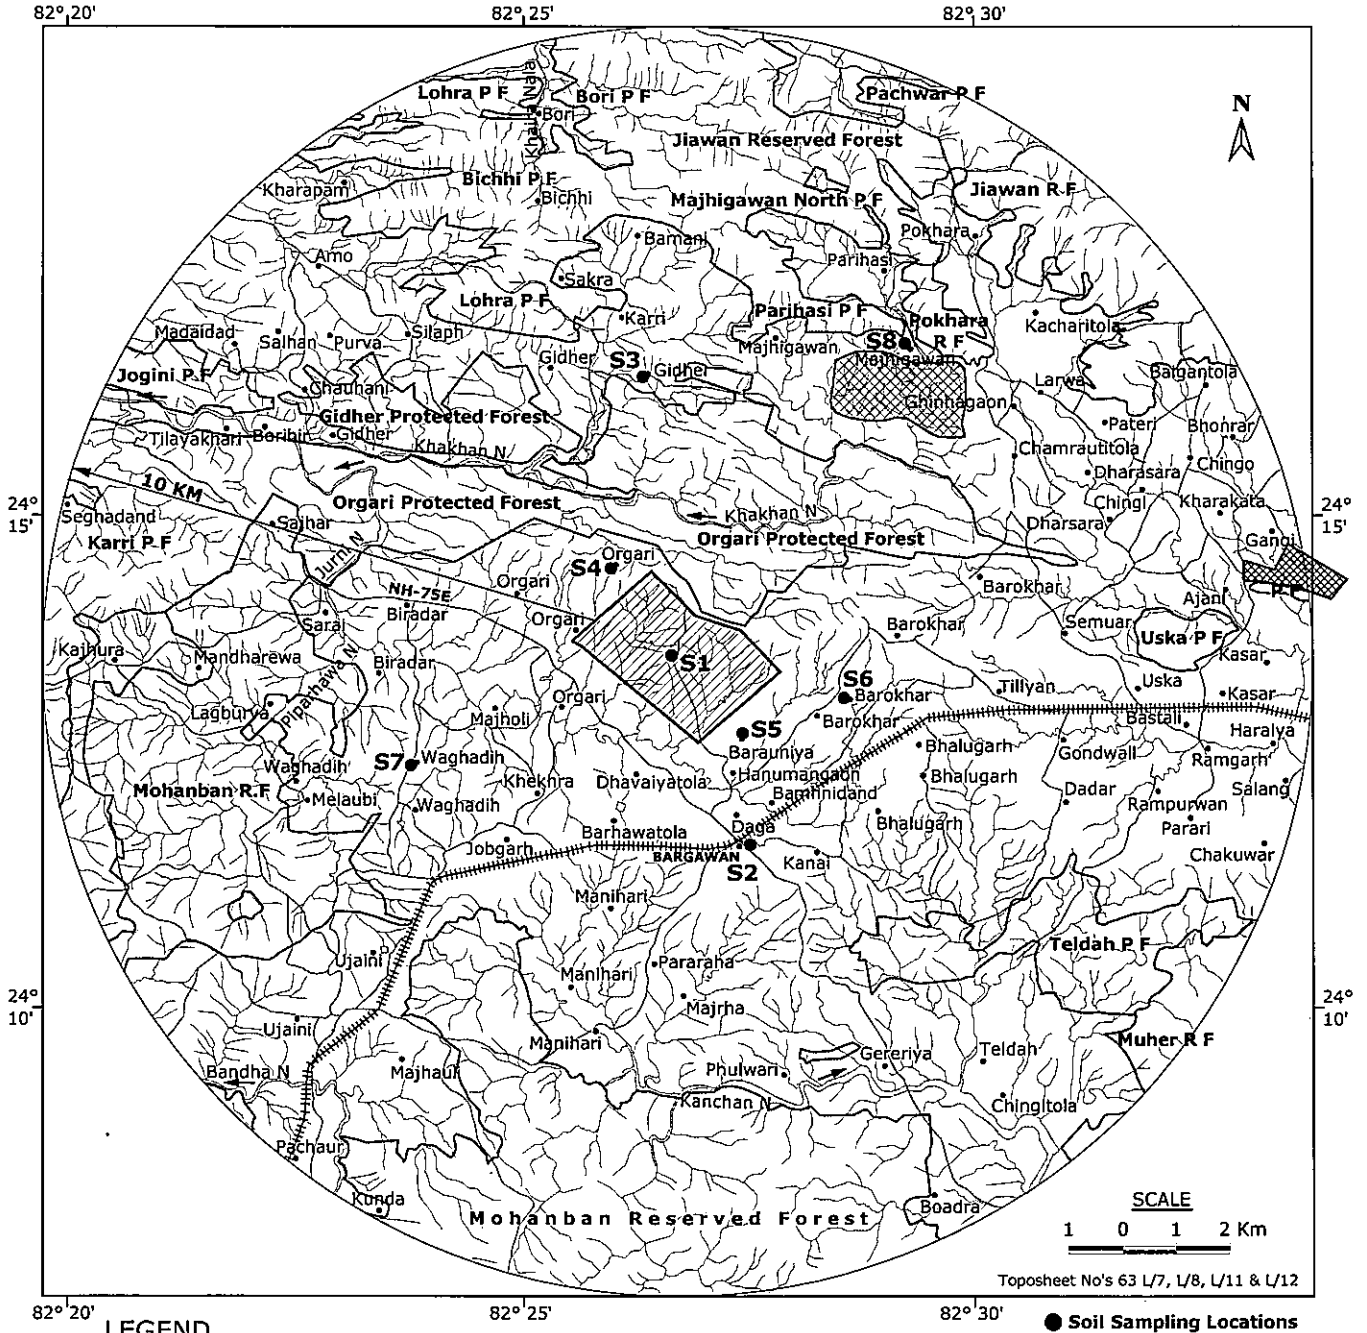 82° 20' 82° 25' 82° 30'
N
Lohra P F
Bori P F
Pachwar P F
Bori
Jiawan Reserved Forest
Bichhi P F
Kharapani
Bichhi
Majhigawan North P F
Jiawan R F
Pokhara
Bamani
Amo
Sakra
Parihasi
Lohra P F
Karri
Parihasi P F
Pokhara
R F
Kacharitola
Madaidad
Salhan
Purva
Silaph
S8
Majhigawan
Majhigawan
Gidher
S3
Gidher
Jogini P F
Chauhani
Larwa
Baigantola
Ghinhagaon
Gidher Protected Forest
Tilayakhari
Boribir
Gidher
Khakhan N
Pateri
Bhonrar
Chamrautitola
Chingo
Dharasara
10 KM
Orgari Protected Forest
Chingi
Kharakata
24°
15'
24°
15'
Seghadand
Sajhar
Khakhan N
Dharsara
Karri P F
Orgari Protected Forest
Gangi
Jurni N
Orgari
S4
NH-75E
Orgari
Barokhar
P F
Biradar
Ajani
Saraj
Orgari
Barokhar
Semuar
Uska P F
Kajhura
Mandharewa
Biradar
S1
Kasar
Piparhawa N
S6
Barokhar
Tillyan
Uska
Kasar
Lagburva
Majholi
Orgari
Barokhar
Bastali
S5
Barauniya
Bhalugarh
Gondwall
Haralya
Ramgarh
S7
Waghadih
Waghadih
Khekhra
Dhavaiyatola
Hanumangaon
Bhalugarh
Mohanban R.F
Melaubi
Waghadih
Bamhnidand
Dadar
Rampurwan
Salang
Barhawatola
Daga
Bhalugarh
Parari
Jobgarh
BARGAWAN
Kanai
Chakuwar
S2
Manihari
Teldah P F
Ujaini
Manihari
Pararaha
24°
10'
24°
10'
Majrha
Ujaini
Manihari
Muher R F
Gereriya
Teldah
Bandha N
Majhauli
Phulwari
Kanchan N
Chingitola
Pachaur
Kunda
Boadra
Mohanban Reserved Forest
SCALE
1 0 1 2 Km
Toposheet No's 63 L/7, L/8, L/11 & L/12
82° 20' 82° 25' 82° 30'
LEGEND
Soil Sampling Locations